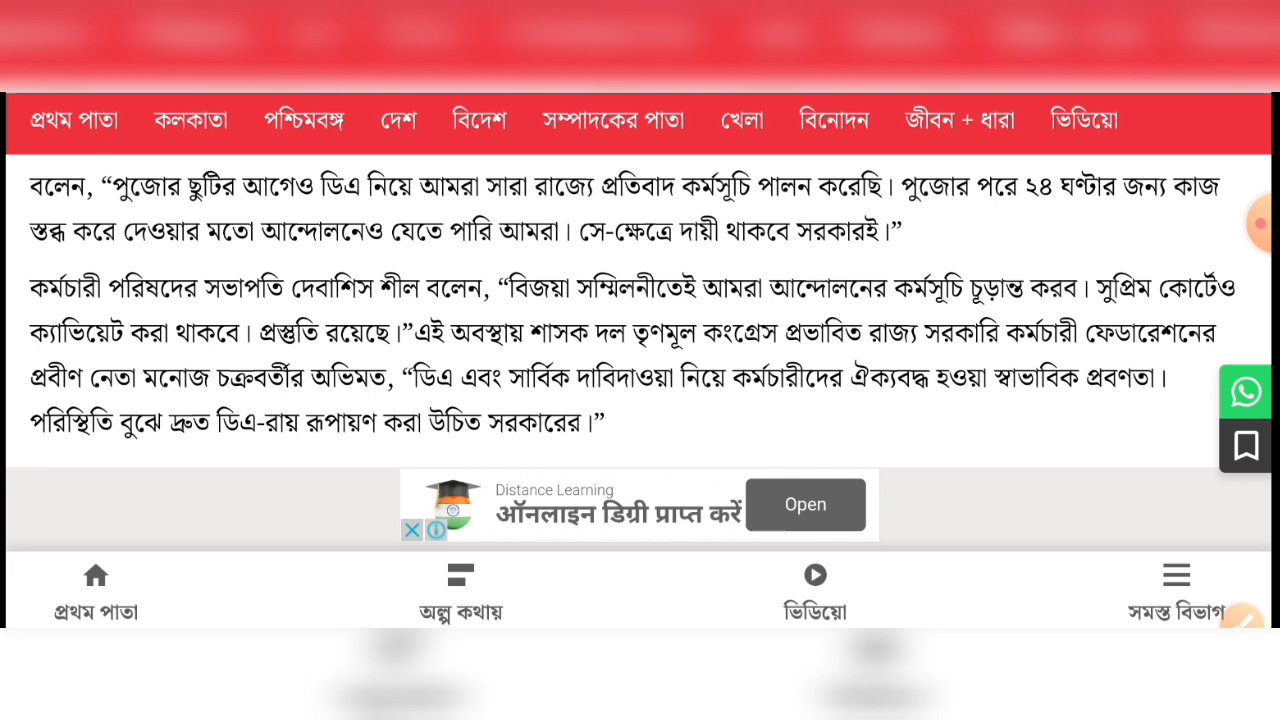 প্রথম পাতা কলকাতা পশ্চিমবঙ্গ দেশ বিদেশ সম্পাদকের পাতা খেলা বিনোদন জীবন + ধারা ভিডিয়ো
বলেন, “পুজোর ছুটির আগেও ডিএ নিয়ে আমরা সারা রাজ্যে প্রতিবাদ কর্মসূচি পালন করেছি। পুজোর পরে ২৪ ঘণ্টার জন্য কাজ
স্তব্ধ করে দেওয়ার মতো আন্দোলনেও যেতে পারি আমরা। সে-ক্ষেত্রে দায়ী থাকবে সরকারই।”
কর্মচারী পরিষদের সভাপতি দেবাশিস শীল বলেন, “বিজয়া সম্মিলনীতেই আমরা আন্দোলনের কর্মসূচি চূড়ান্ত করব। সুপ্রিম কোর্টেও
ক্যাভিয়েট করা থাকবে। প্রস্তুতি রয়েছে।”এই অবস্থায় শাসক দল তৃণমূল কংগ্রেস প্রভাবিত রাজ্য সরকারি কর্মচারী ফেডারেশনের
প্রবীণ নেতা মনোজ চক্রবর্তীর অভিমত, “ডিএ এবং সার্বিক দাবিদাওয়া নিয়ে কর্মচারীদের ঐক্যবদ্ধ হওয়া স্বাভাবিক প্রবণতা।
পরিস্থিতি বুঝে দ্রুত ডিএ-রায় রূপায়ণ করা উচিত সরকারের।”
Distance Learning
ऑनलाइन डिग्री प्राप्त करें
Open
প্রথম পাতা অল্প কথায় ভিডিয়ো সমস্ত বিভাগ